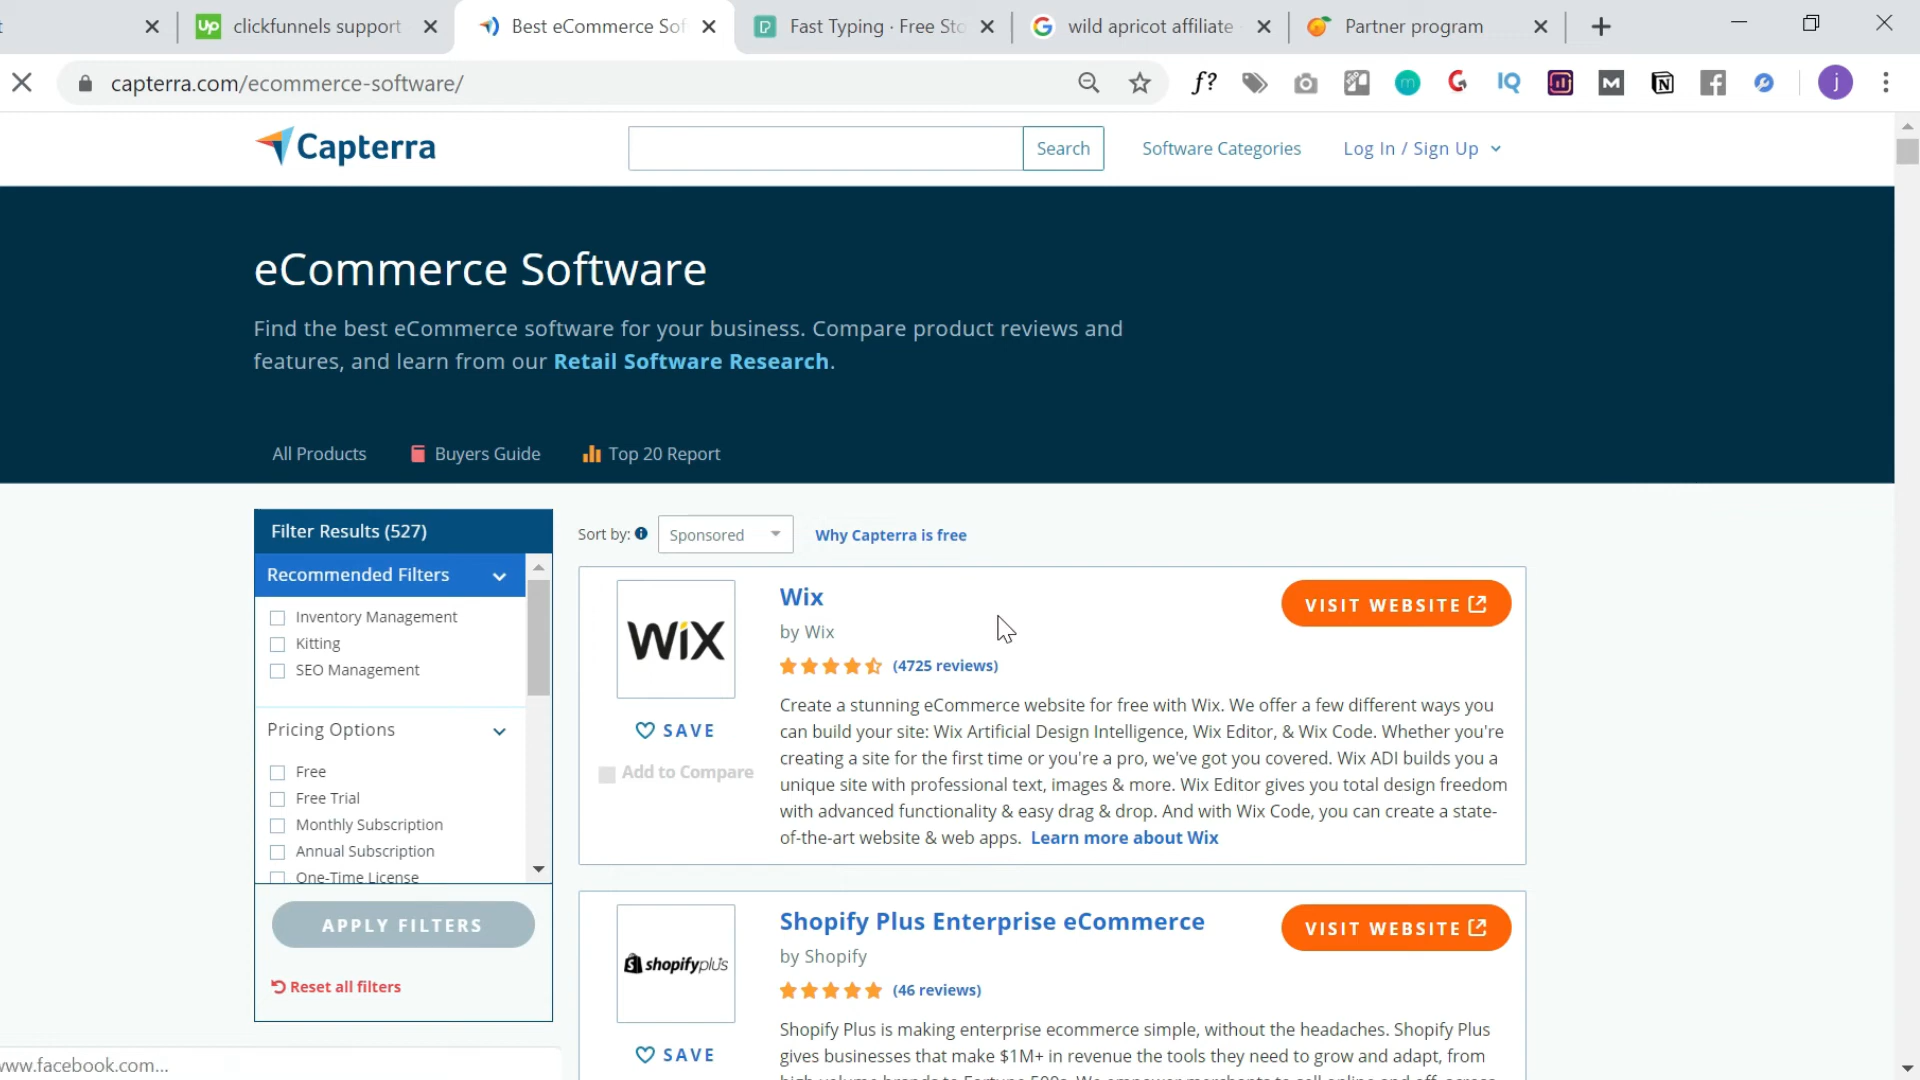 t
Up clickfunnels support
Best eCommerce Sof
Fast Typing · Free Sto
wild apricot affiliate
Partner program
capterra.com/ecommerce-software/
f?
m
IQ
M
N
j
Capterra
Search
Software Categories
Log In / Sign Up
eCommerce Software
Find the best eCommerce software for your business. Compare product reviews and
features, and learn from our Retail Software Research.
All Products
Buyers Guide
Top 20 Report
Filter Results (527)
Recommended Filters
Inventory Management
Kitting
SEO Management
Pricing Options
Free
Free Trial
Monthly Subscription
Annual Subscription
One-Time License
APPLY FILTERS
Reset all filters
Sort by:
Sponsored
Why Capterra is free
WiX
SAVE
Add to Compare
Wix
by Wix
(4725 reviews)
VISIT WEBSITE
Create a stunning eCommerce website for free with Wix. We offer a few different ways you
can build your site: Wix Artificial Design Intelligence, Wix Editor, & Wix Code. Whether you're
creating a site for the first time or you're a pro, we've got you covered. Wix ADI builds you a
unique site with professional text, images & more. Wix Editor gives you total design freedom
with advanced functionality & easy drag & drop. And with Wix Code, you can create a state-
of-the-art website & web apps. Learn more about Wix
shopifyplus
SAVE
Shopify Plus Enterprise eCommerce
by Shopify
(46 reviews)
VISIT WEBSITE
Shopify Plus is making enterprise ecommerce simple, without the headaches. Shopify Plus
gives businesses that make $1M+ in revenue the tools they need to grow and adapt, from
www.facebook.com...